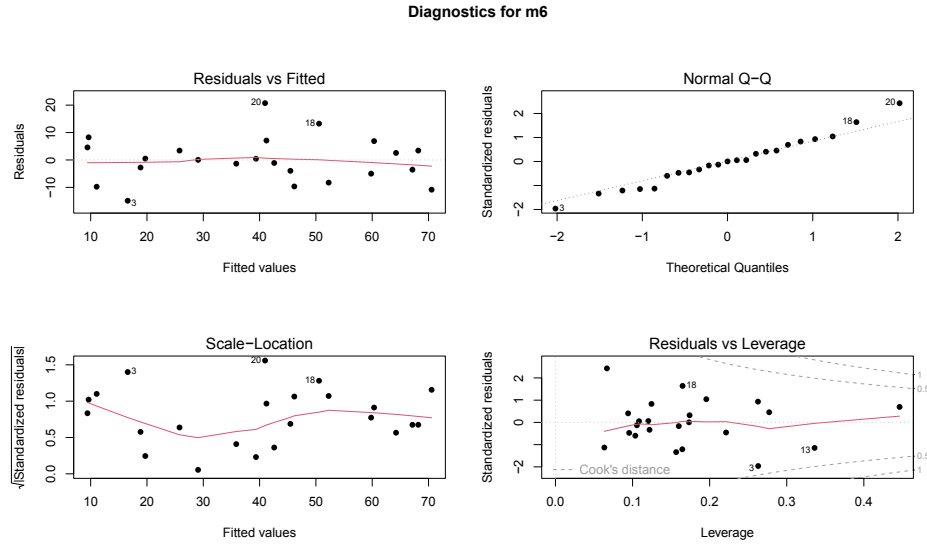 Diagnostics for m6
Residuals vs Fitted
Residuals
20
10
0
−10
20
18
3
10 20 30 40 50 60 70
Fitted values
Normal Q−Q
Standardized residuals
2
1
0
−2
20
18
3
−2 −1 0 1 2
Theoretical Quantiles
Scale−Location
√|Standardized residuals|
1.5
1.0
0.5
0.0
20
3
18
10 20 30 40 50 60 70
Fitted values
Residuals vs Leverage
Standardized residuals
2
1
0
−2
18
13
3
1
0.5
0.5
1
Cook's distance
0.0 0.1 0.2 0.3 0.4
Leverage